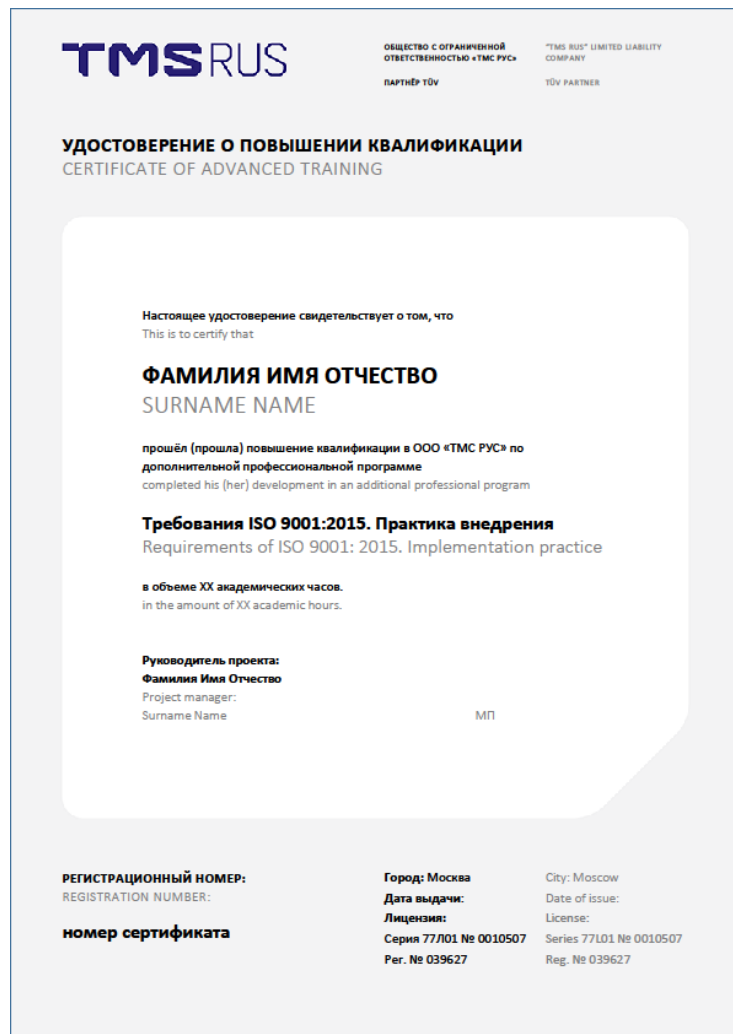 TMSRUS
ОБЩЕСТВО С ОГРАНИЧЕННОЙ
ОТВЕТСТВЕННОСТЬЮ «ТМС РУС»
ПАРТНЁР TÜV
"TMS RUS" LIMITED LIABILITY
COMPANY
TÜV PARTNER
УДОСТОВЕРЕНИЕ О ПОВЫШЕНИИ КВАЛИФИКАЦИИ
CERTIFICATE OF ADVANCED TRAINING
Настоящее удостоверение свидетельствует о том, что
This is to certify that
ФАМИЛИЯ ИМЯ ОТЧЕСТВО
SURNAME NAME
прошёл (прошла) повышение квалификации в ООО «ТМС РУС» по
дополнительной профессиональной программе
completed his (her) development in an additional professional program
Требования ISO 9001:2015. Практика внедрения
Requirements of ISO 9001: 2015. Implementation practice
в объеме XX академических часов.
in the amount of XX academic hours.
Руководитель проекта:
Фамилия Имя Отчество
Project manager:
Surname Name
МП
РЕГИСТРАЦИОННЫЙ НОМЕР:
REGISTRATION NUMBER:
номер сертификата
Город: Москва
Дата выдачи:
Лицензия:
Серия 77Л01 № 0010507
Рег. № 039627
City: Moscow
Date of issue:
License:
Series 77L01 № 0010507
Reg. № 039627